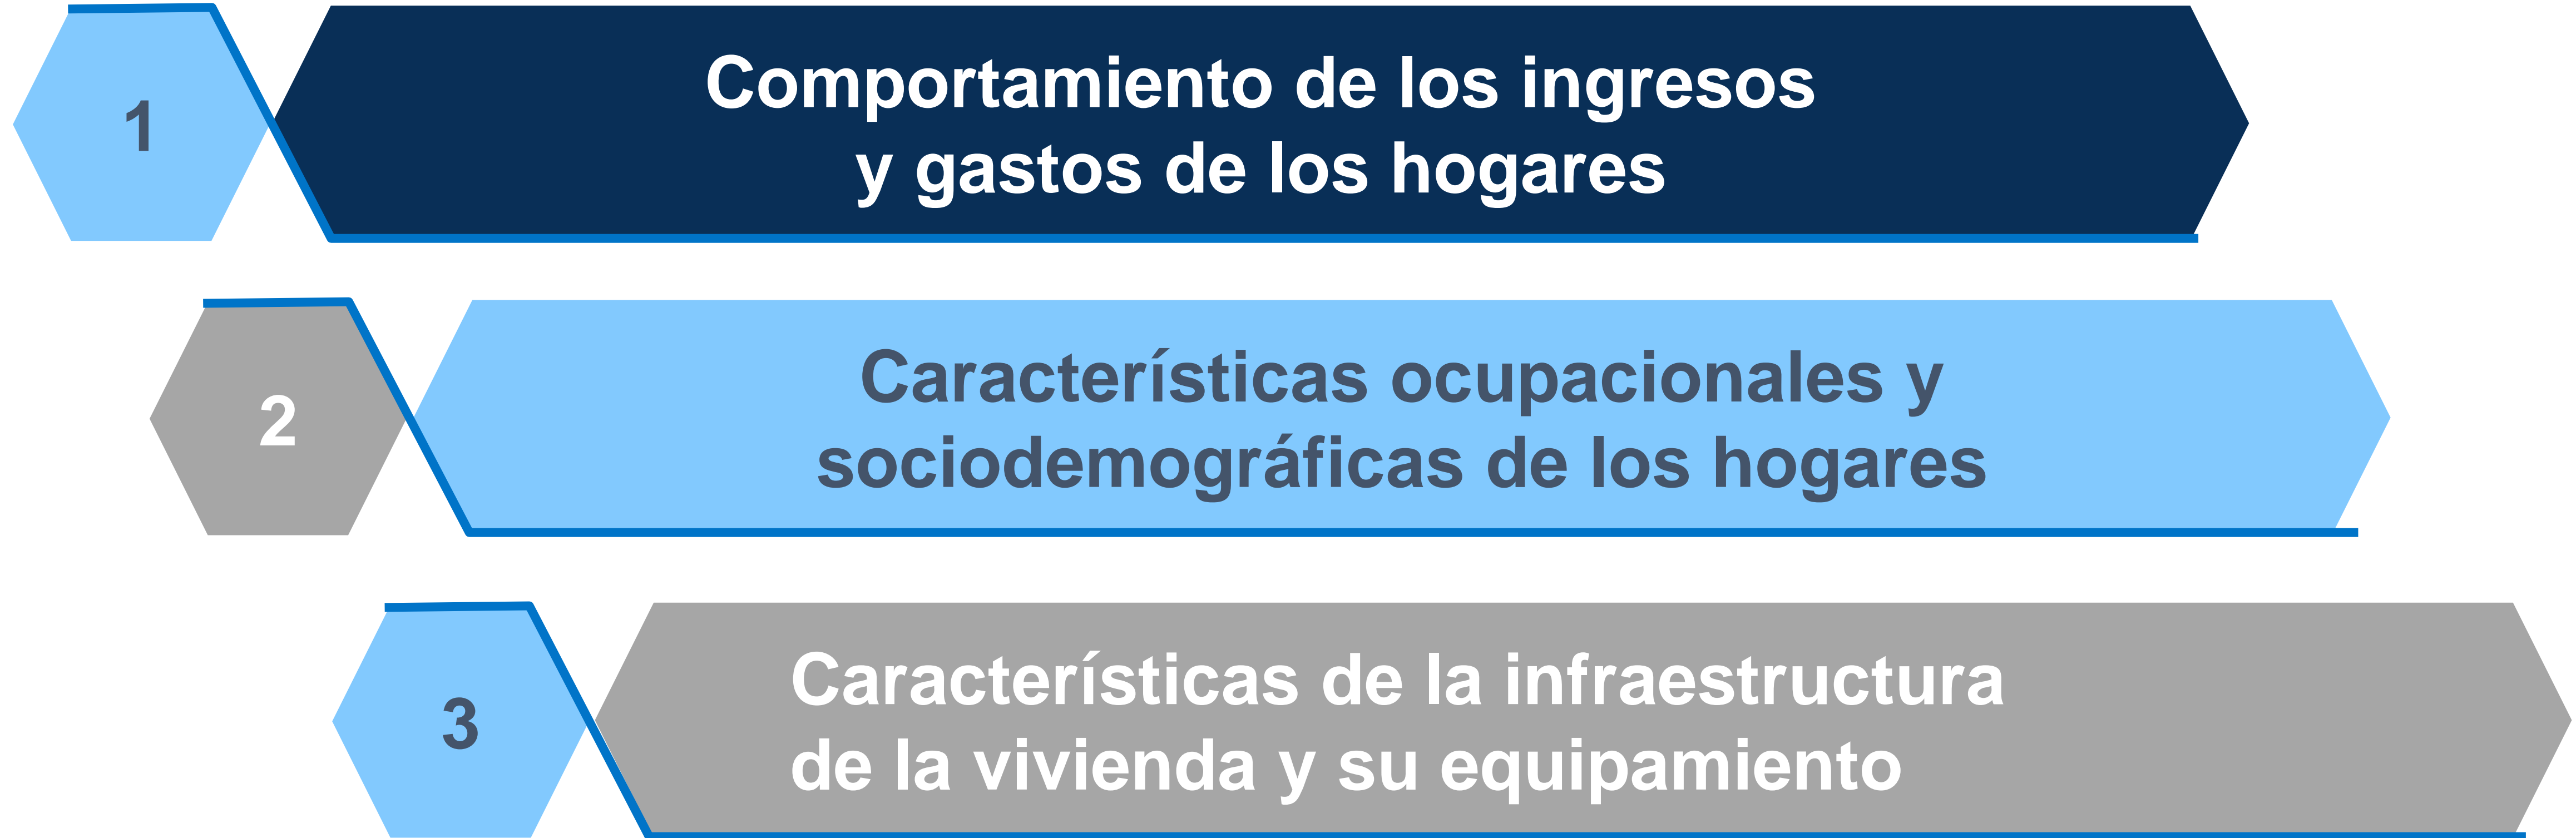 1
Comportamiento de los ingresos
y gastos de los hogares
2
Características ocupacionales y
sociodemográficas de los hogares
3
Características de la infraestructura
de la vivienda y su equipamiento